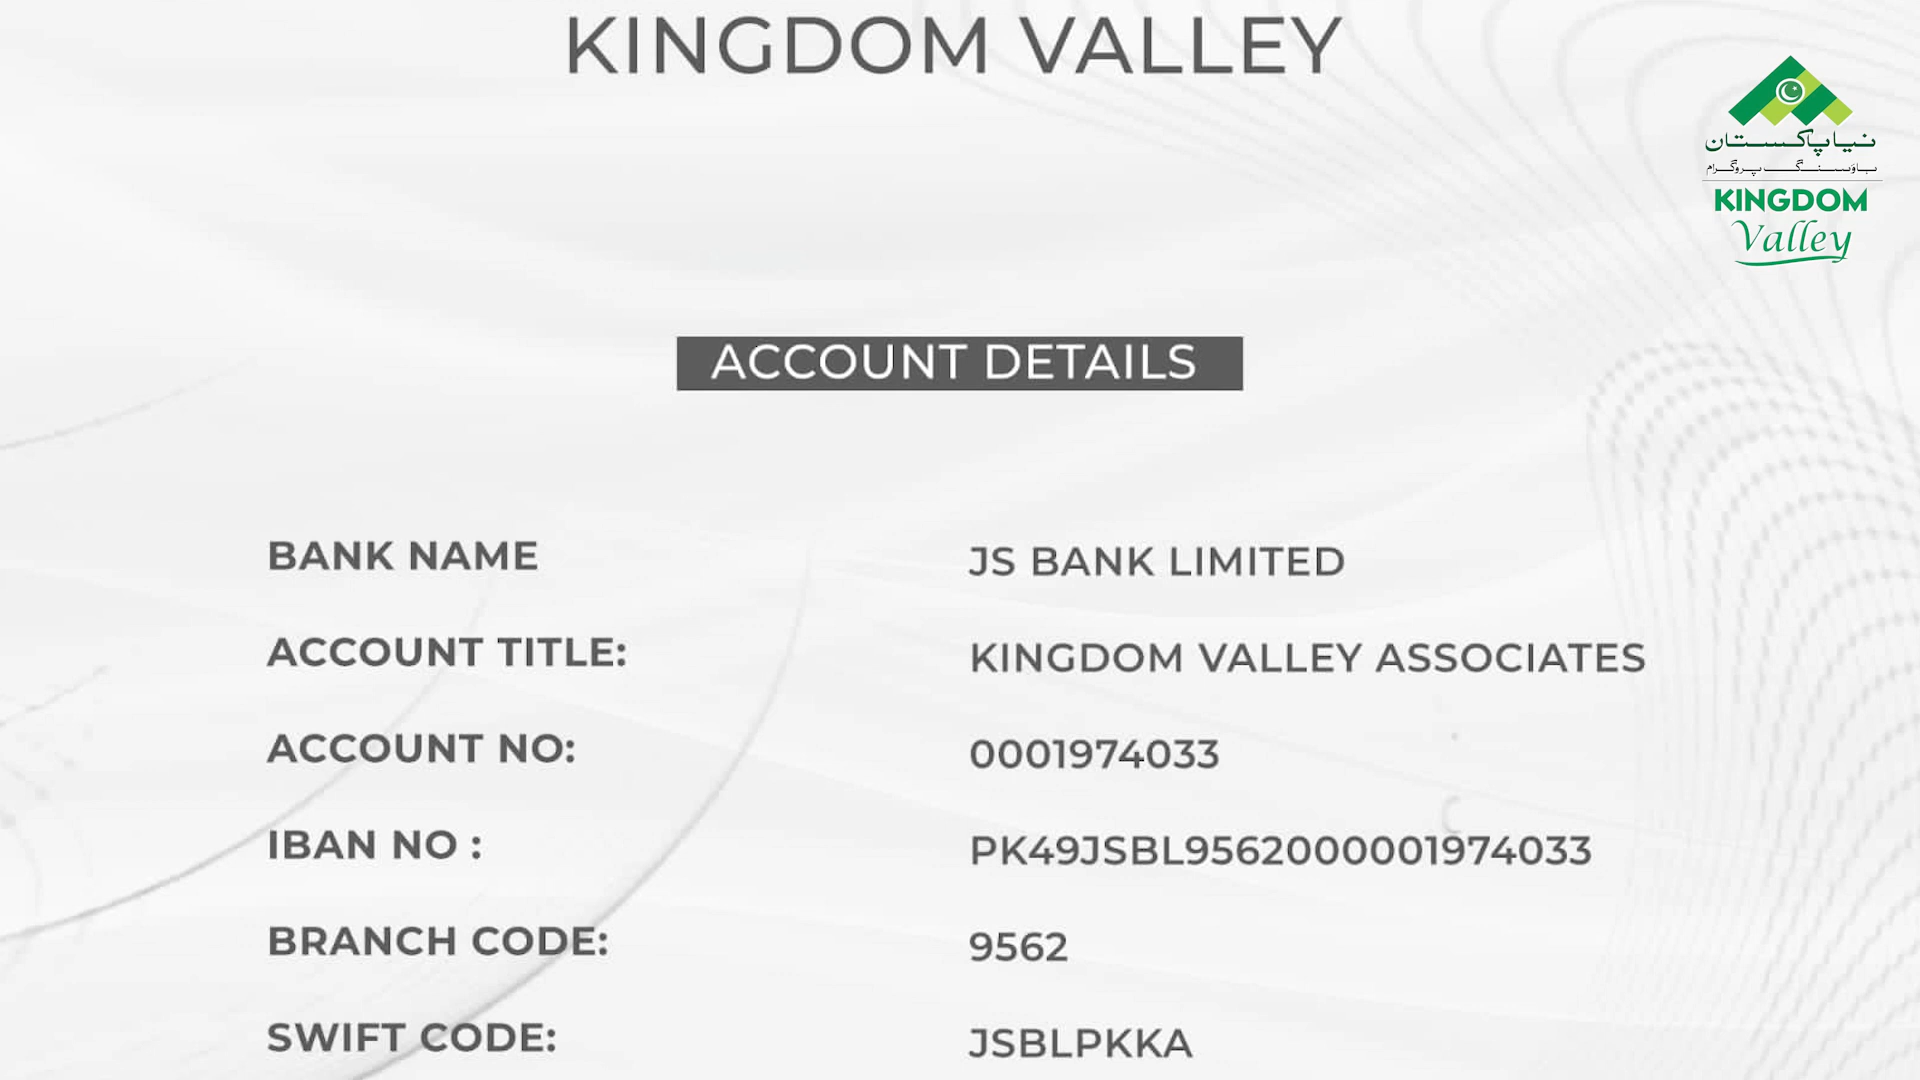 KINGDOM VALLEY
نیا پاکستان
ہاؤسنگ پروگرام
KINGDOM
Valley
ACCOUNT DETAILS
BANK NAME JS BANK LIMITED
ACCOUNT TITLE: KINGDOM VALLEY ASSOCIATES
ACCOUNT NO: 0001974033
IBAN NO : PK49JSBL9562000001974033
BRANCH CODE: 9562
SWIFT CODE: JSBLPKKA